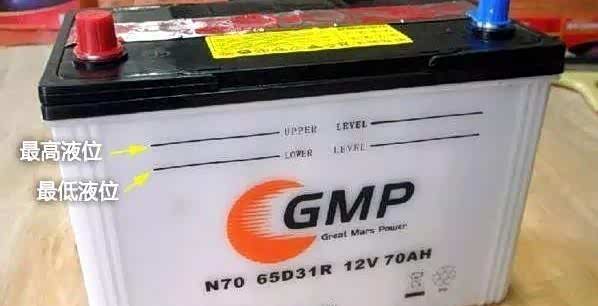 UPPER LEVEL
最高液位
LOWER LEVEL
最低液位
GMP
Great Mars Power
N70 65D31R 12V 70AH